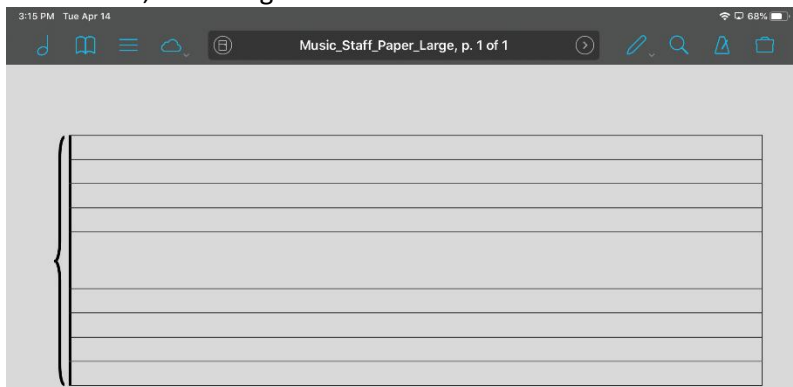 3:15 PM Tue Apr 14
68%
Music_Staff_Paper_Large, p. 1 of 1